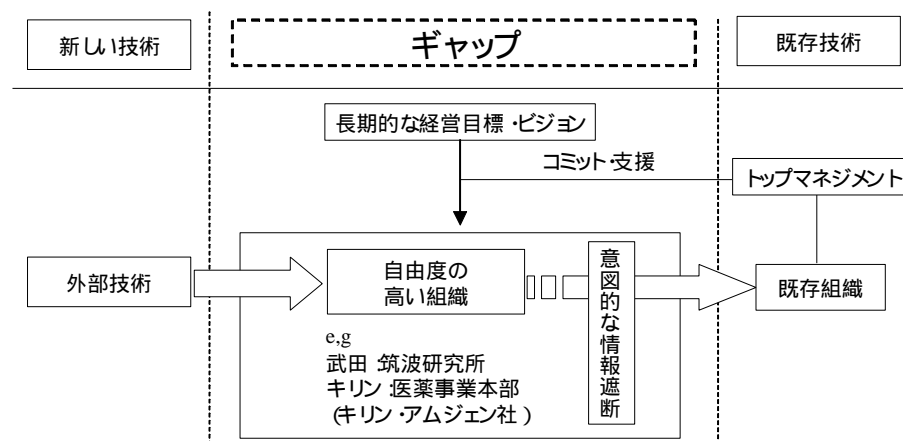 新しい技術
ギャップ
既存技術
長期的な経営目標・ビジョン
コミット・支援
トップマネジメント
外部技術
自由度の
高い組織
意図的な情報遮断
既存組織
e,g
武田：筑波研究所
キリン：医薬事業本部
(キリン・アムジェン社)